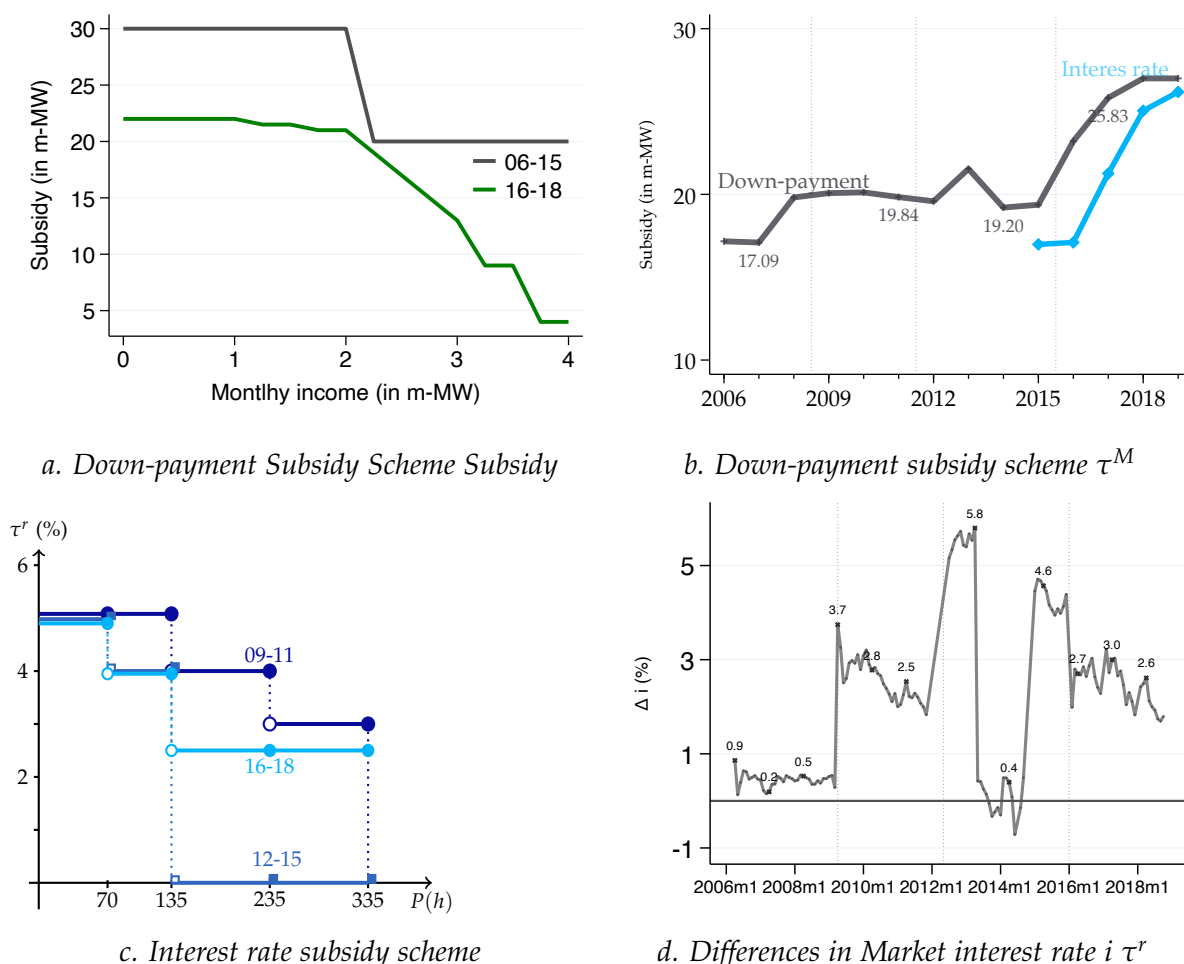 30
25
20
15
10
5
Subsidy (in m-MW)
06-15
16-18
0 1 2 3 4
Montlhy income (in m-MW)
a. Down-payment Subsidy Scheme Subsidy
30
20
10
Subsidy (in m-MW)
Interes rate
25.83
Down-payment
19.84
19.20
17.09
2006 2009 2012 2015 2018
b. Down-payment subsidy scheme τ^M
τ^r (%)
6
4
2
09-11
16-18
12-15
70 135 235 335 P(h)
c. Interest rate subsidy scheme
5
3
1
-1
Δ i (%)
5.8
4.6
3.7
2.8
2.5
2.7
3.0
2.6
0.9
0.2
0.5
0.4
2006m1 2008m1 2010m1 2012m1 2014m1 2016m1 2018m1
d. Differences in Market interest rate i τ^r